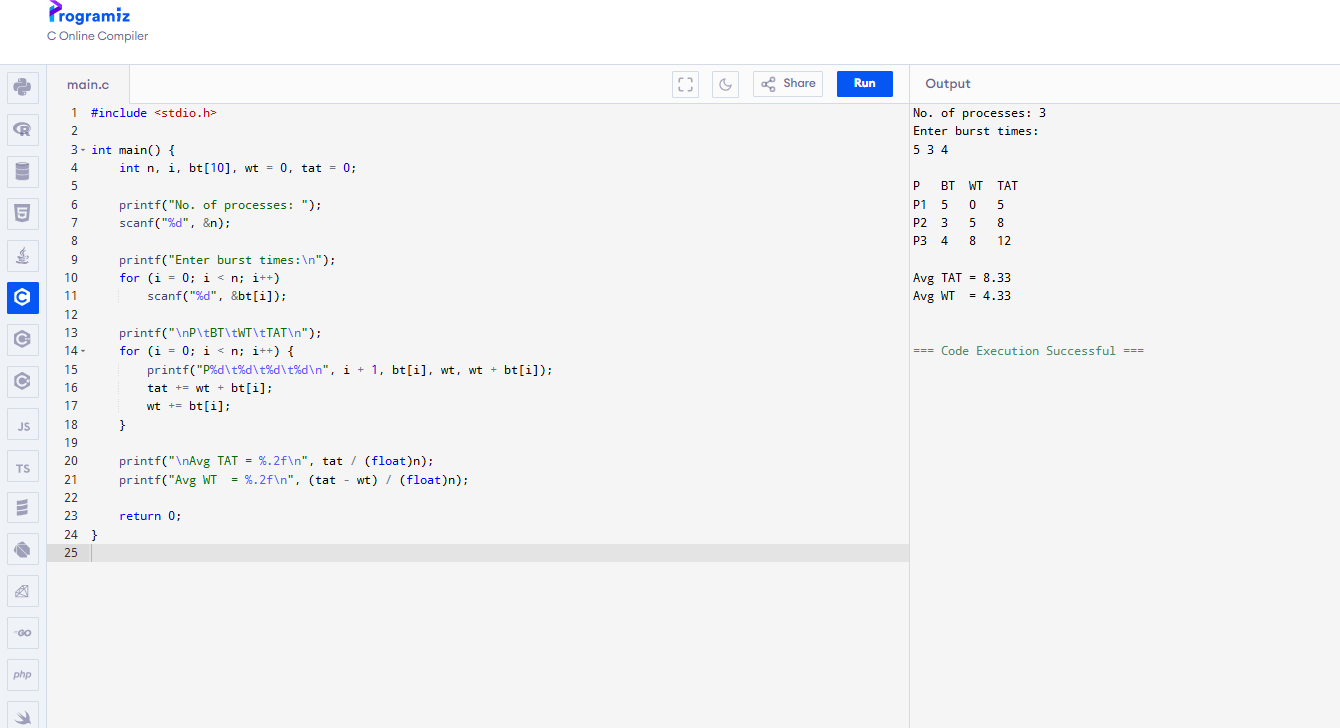 Programiz
C Online Compiler
main.c
Share
Run
Output
1 #include <stdio.h>
2
3 int main() {
4     int n, i, bt[10], wt = 0, tat = 0;
5
6     printf("No. of processes: ");
7     scanf("%d", &n);
8
9     printf("Enter burst times:\n");
10     for (i = 0; i < n; i++)
11         scanf("%d", &bt[i]);
12
13     printf("\nP\tBT\tWT\tTAT\n");
14     for (i = 0; i < n; i++) {
15         printf("P%d\t%d\t%d\t%d\n", i + 1, bt[i], wt, wt + bt[i]);
16         tat += wt + bt[i];
17         wt += bt[i];
18     }
19
20     printf("\nAvg TAT = %.2f\n", tat / (float)n);
21     printf("Avg WT  = %.2f\n", (tat - wt) / (float)n);
22
23     return 0;
24 }
25
No. of processes: 3
Enter burst times:
5 3 4
P   BT  WT  TAT
P1  5   0   5
P2  3   5   8
P3  4   8   12
Avg TAT = 8.33
Avg WT  = 4.33
=== Code Execution Successful ===
R
5
C
C
C
JS
TS
GO
php